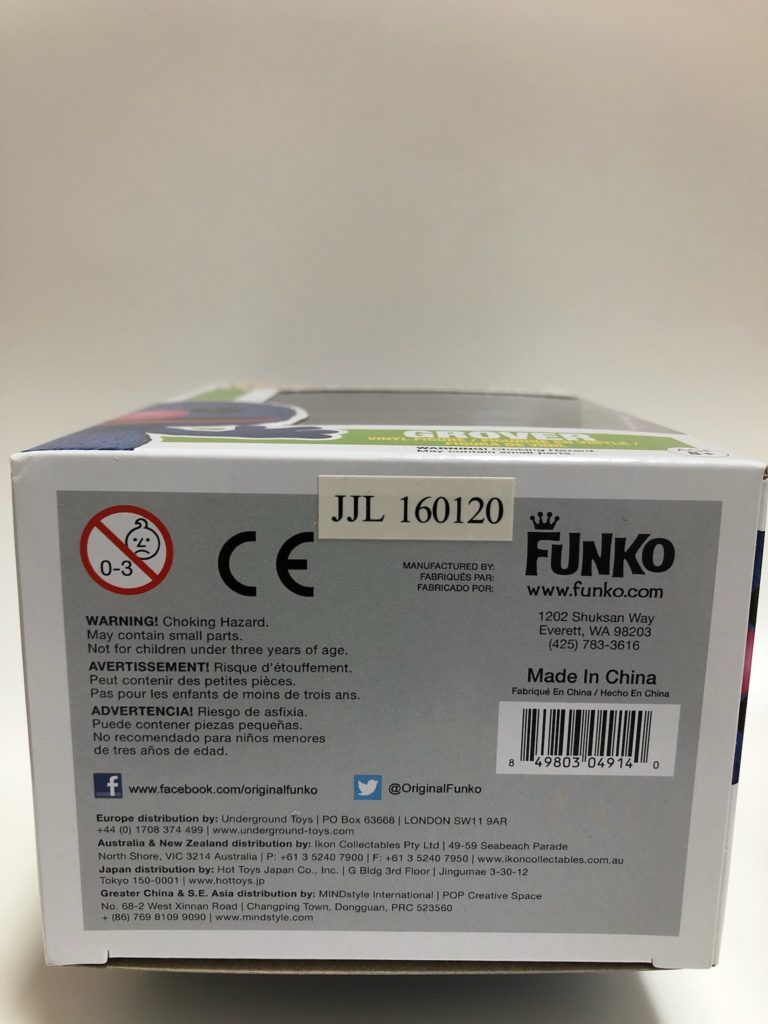 GROVER
WARNING! Choking Hazard.
May contain small parts.
JJL 160120
0-3
CE
MANUFACTURED BY:
FABRIQUÉS PAR:
FABRICADO POR:
FUNKO
www.funko.com
1202 Shuksan Way
Everett, WA 98203
(425) 783-3616
Made In China
Fabriqué En China / Hecho En China
8 49803 04914 0
WARNING! Choking Hazard.
May contain small parts.
Not for children under three years of age.
AVERTISSEMENT! Risque d'étouffement.
Peut contenir des petites pièces.
Pas pour les enfants de moins de trois ans.
ADVERTENCIA! Riesgo de asfixia.
Puede contener piezas pequeñas.
No recomendado para niños menores
de tres años de edad.
www.facebook.com/originalfunko
@OriginalFunko
Europe distribution by: Underground Toys | PO Box 63668 | LONDON SW11 9AR
+44 (0) 1708 374 499 | www.underground-toys.com
Australia & New Zealand distribution by: Ikon Collectables Pty Ltd | 49-59 Seabeach Parade
North Shore, VIC 3214 Australia | P: +61 3 5240 7900 | F: +61 3 5240 7950 | www.ikoncollectables.com.au
Japan distribution by: Hot Toys Japan Co., Inc. | G Bldg 3rd Floor | Jingumae 3-30-12
Tokyo 150-0001 | www.hottoys.jp
Greater China & S.E. Asia distribution by: MINDstyle International | POP Creative Space
No. 68-2 West Xinnan Road | Changping Town, Dongguan, PRC 523560
+ (86) 769 8109 9090 | www.mindstyle.com